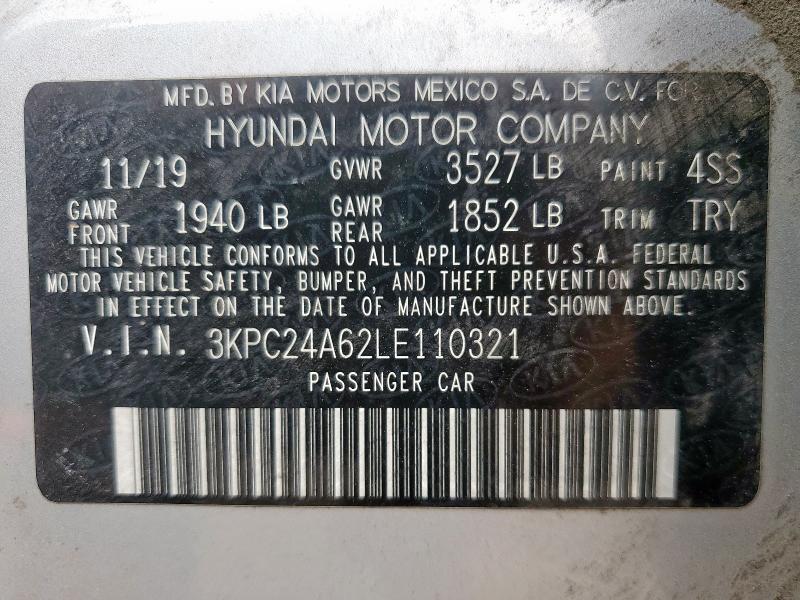 MFD. BY KIA MOTORS MEXICO S.A. DE C.V. FOR
HYUNDAI MOTOR COMPANY
11/19 GVWR 3527 LB PAINT 4SS
GAWR FRONT 1940 LB GAWR REAR 1852 LB TRIM TRY
THIS VEHICLE CONFORMS TO ALL APPLICABLE U.S.A. FEDERAL
MOTOR VEHICLE SAFETY, BUMPER, AND THEFT PREVENTION STANDARDS
IN EFFECT ON THE DATE OF MANUFACTURE SHOWN ABOVE.
V.I.N. 3KPC24A62LE110321
PASSENGER CAR